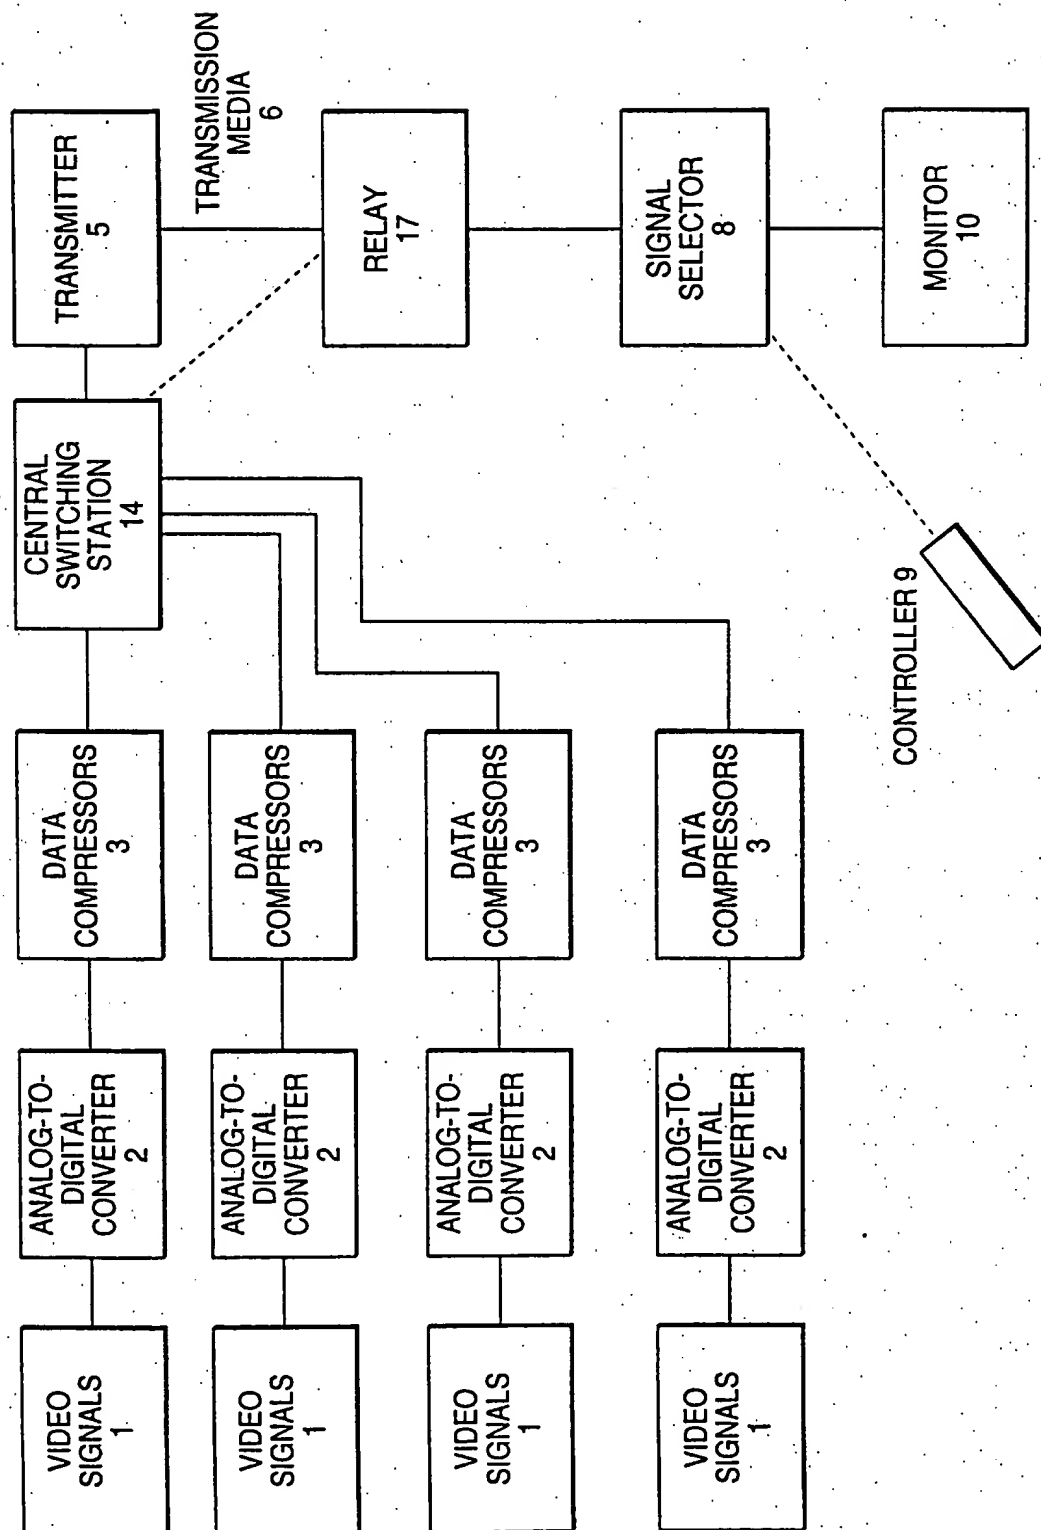 VIDEO
SIGNALS
1
ANALOG-TO-
DIGITAL
CONVERTER
2
DATA
COMPRESSORS
3
CENTRAL
SWITCHING
STATION
14
TRANSMITTER
5
VIDEO
SIGNALS
1
ANALOG-TO-
DIGITAL
CONVERTER
2
DATA
COMPRESSORS
3
TRANSMISSION
MEDIA
6
VIDEO
SIGNALS
1
ANALOG-TO-
DIGITAL
CONVERTER
2
DATA
COMPRESSORS
3
RELAY
17
VIDEO
SIGNALS
1
ANALOG-TO-
DIGITAL
CONVERTER
2
DATA
COMPRESSORS
3
SIGNAL
SELECTOR
8
CONTROLLER 9
MONITOR
10